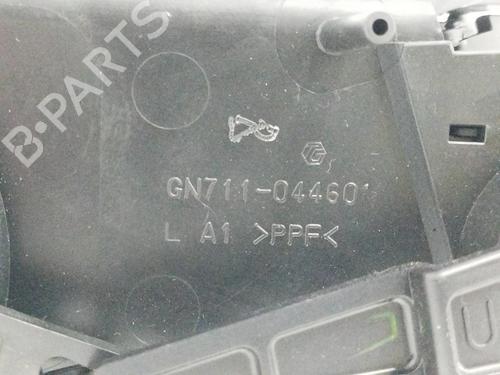 B-PARTS
GN711-04460
L A1 >PPF<
U